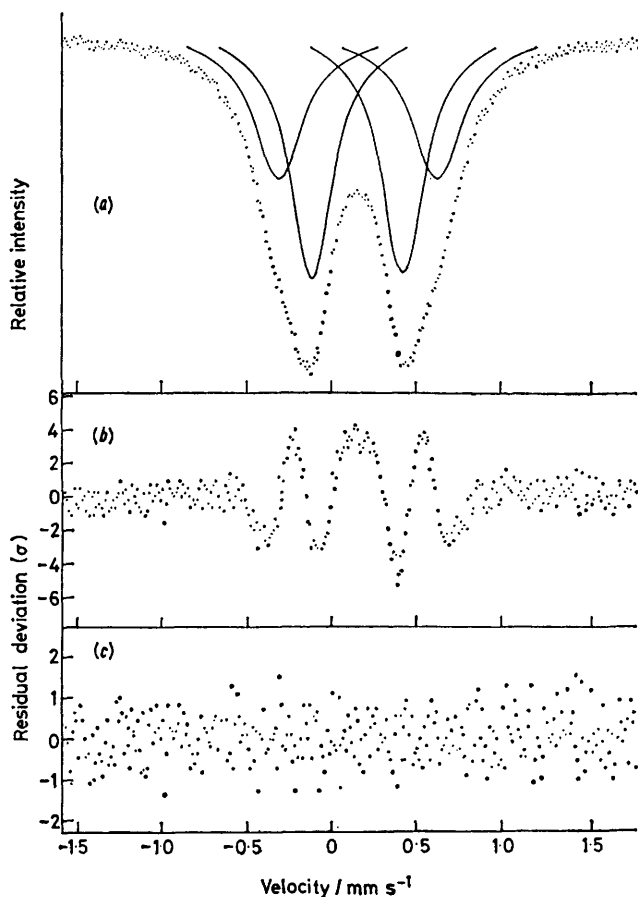 Relative intensity
(a)
6
(b)
4
2
0
-2
-4
-6
Residual deviation (σ)
(c)
2
1
0
-1
-2
-1·5 -1·0 -0·5 0 0·5 1·0 1·5
Velocity / mm s⁻¹